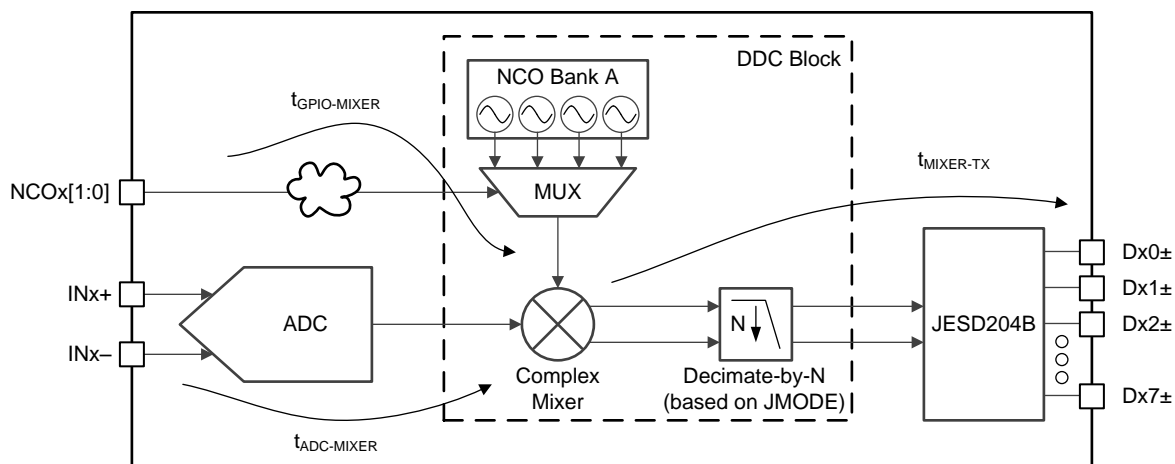 DDC Block
NCO Bank A
tGPIO-MIXER
tMIXER-TX
NCOx[1:0]
MUX
Dx0±
INx+
Dx1±
ADC
N
JESD204B
Dx2±
INx–
Complex
Mixer
Decimate-by-N
(based on JMODE)
Dx7±
tADC-MIXER